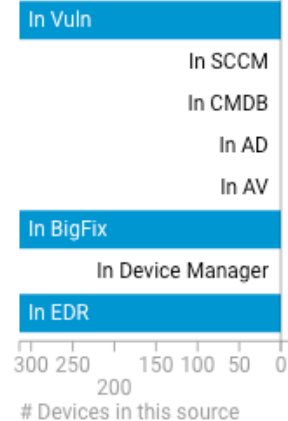 In Vuln
In SCCM
In CMDB
In AD
In AV
In BigFix
In Device Manager
In EDR
300 250 150 100 50 0
200
# Devices in this source